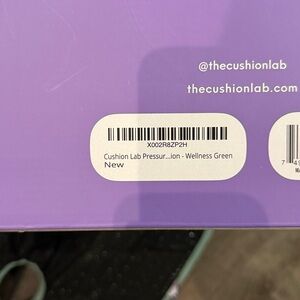 @thecushionlab
thecushionlab.com
X002R8ZP2H
Cushion Lab Pressur...ion - Wellness Green
New